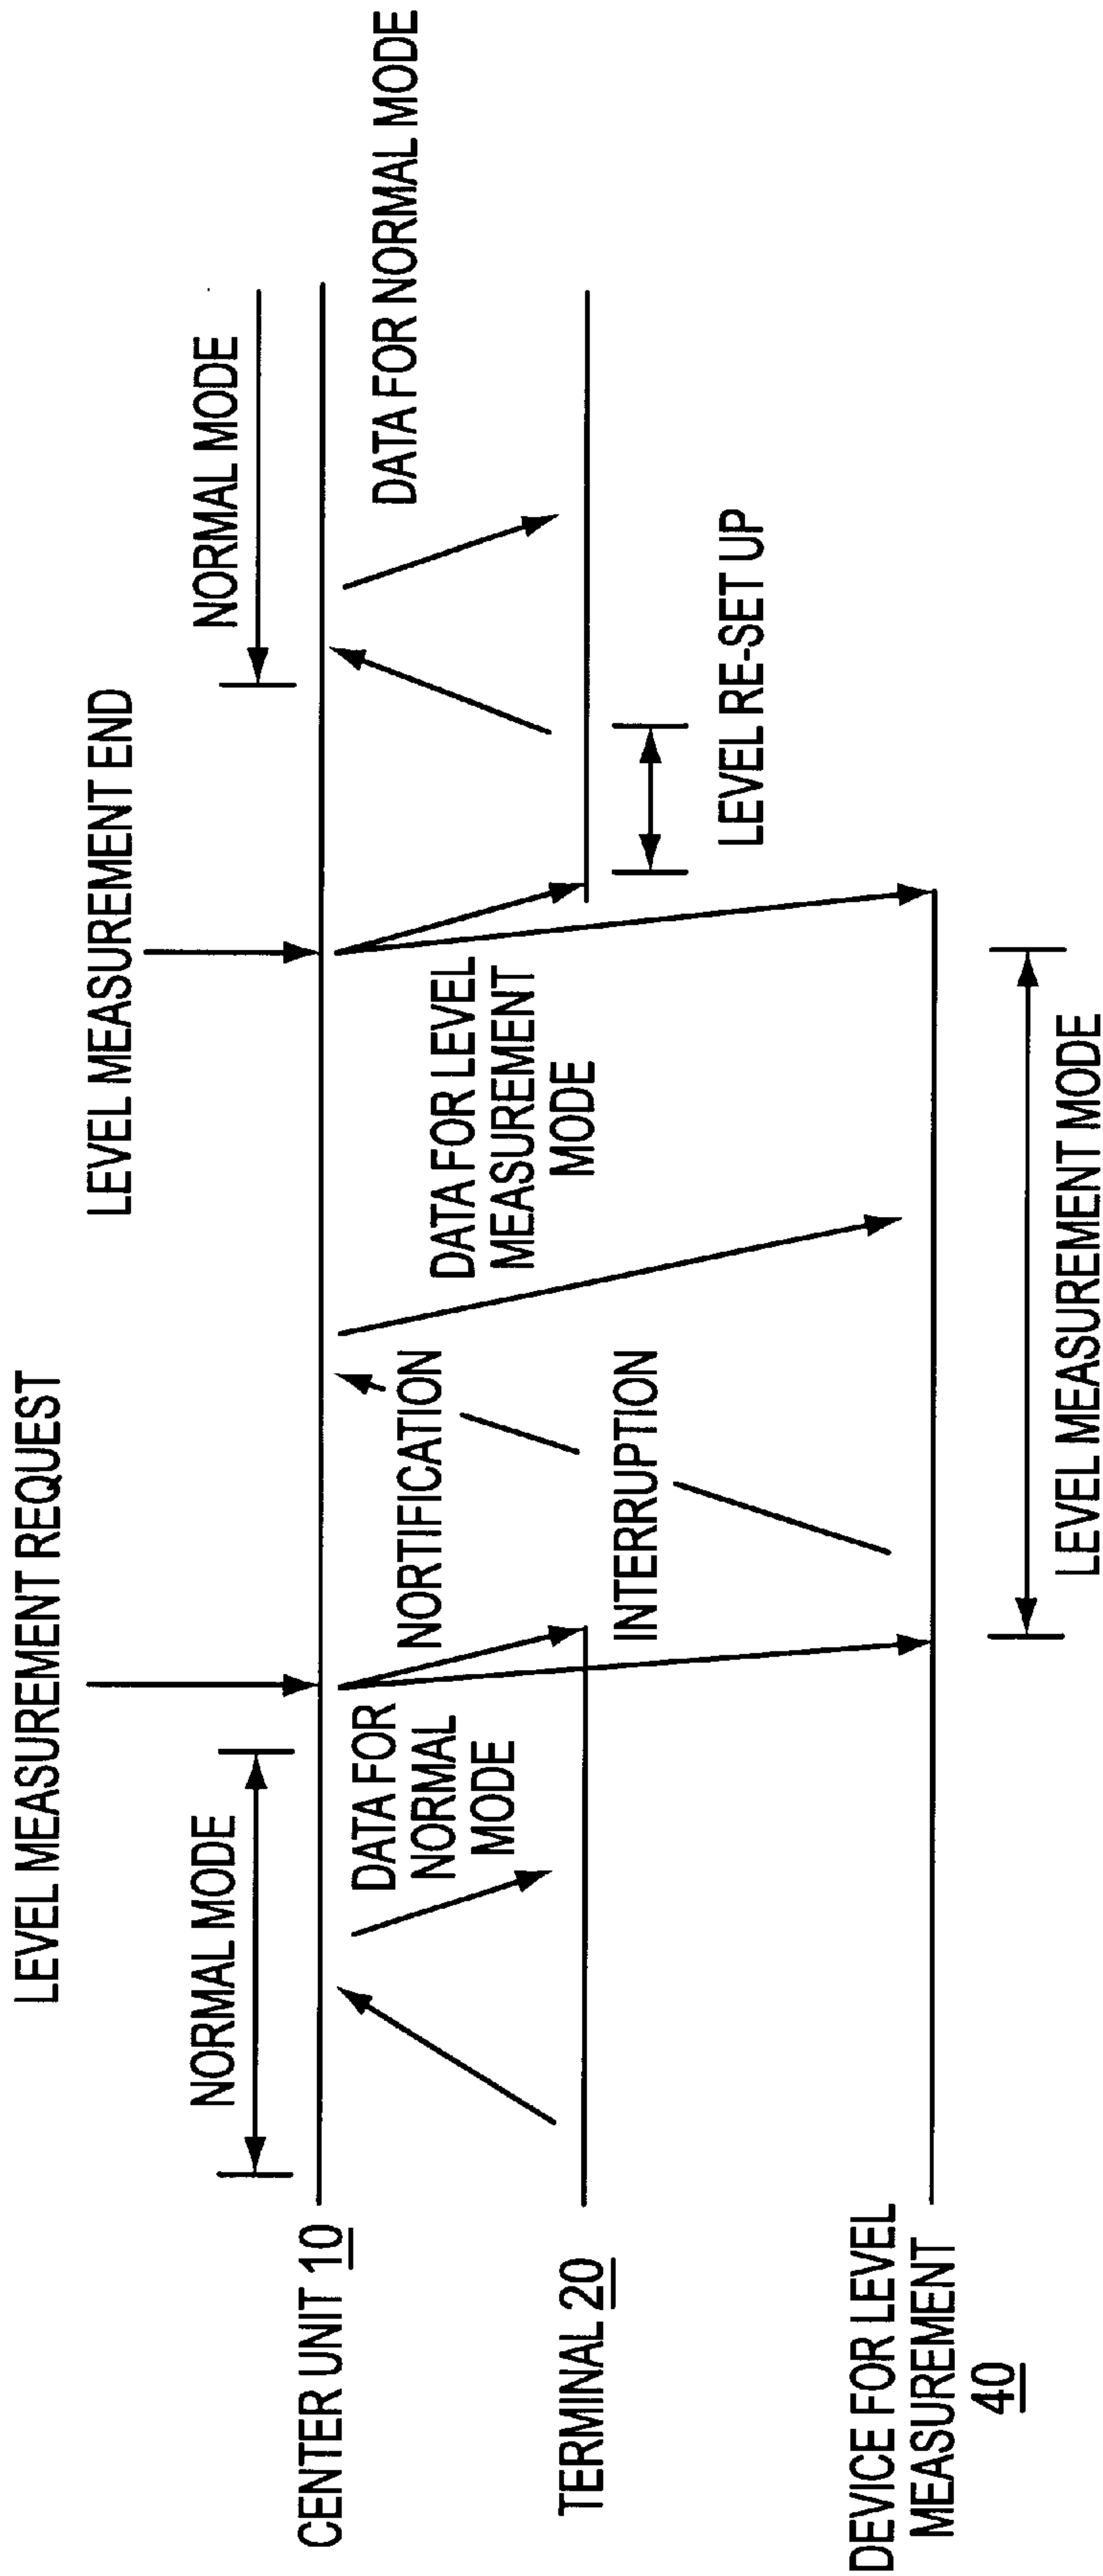 LEVEL MEASUREMENT REQUEST
LEVEL MEASUREMENT END
NORMAL MODE
NORMAL MODE
CENTER UNIT 10
DATA FOR
NORMAL
MODE
NORTIFICATION
DATA FOR LEVEL
MEASUREMENT
MODE
DATA FOR NORMAL MODE
TERMINAL 20
INTERRUPTION
LEVEL RE-SET UP
DEVICE FOR LEVEL
MEASUREMENT
40
LEVEL MEASUREMENT MODE